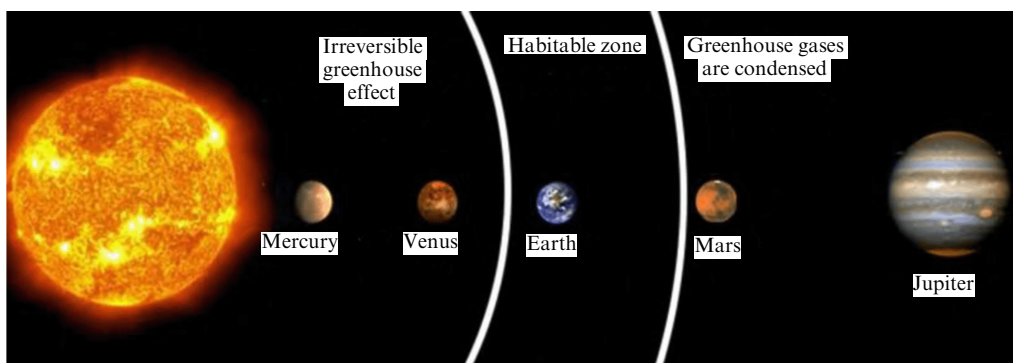 Irreversible
greenhouse
effect
Habitable zone
Greenhouse gases
are condensed
Mercury
Venus
Earth
Mars
Jupiter